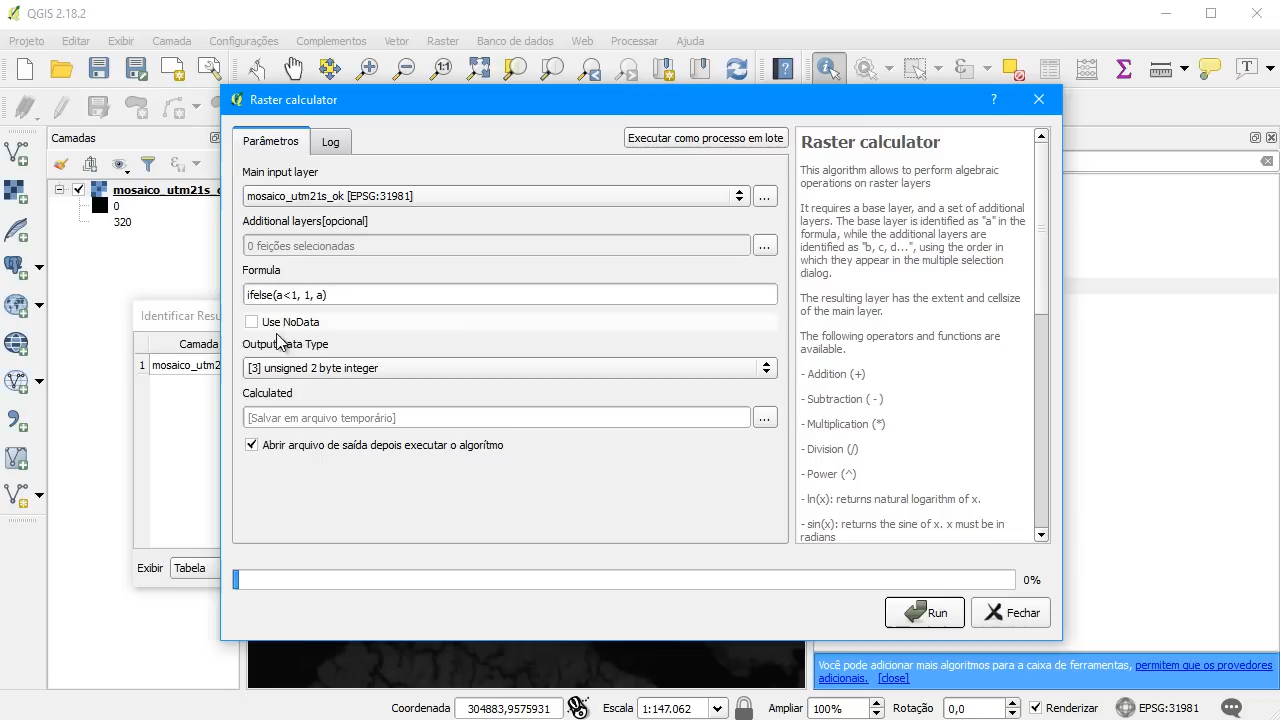 QGIS 2.18.2
Projeto Editar Exibir Camada Configurações Complementos Vetor Raster Banco de dados Web Processar Ajuda
Raster calculator
Camadas
mosaico_utm21s_o
0
320
Identificar Resu
Camada
1 mosaico_utm2
Exibir Tabela
Parâmetros Log Executar como processo em lote
Main input layer
mosaico_utm21s_ok [EPSG:31981]
...
Additional layers[opcional]
0 feições selecionadas
...
Formula
ifelse(a<1, 1, a)
Use NoData
Output Data Type
[3] unsigned 2 byte integer
Calculated
[Salvar em arquivo temporário]
...
Abrir arquivo de saída depois executar o algorítmo
Raster calculator
This algorithm allows to perform algebraic
operations on raster layers
It requires a base layer, and a set of additional
layers. The base layer is identified as "a" in the
formula, while the additional layers are
identified as "b, c, d...", using the order in
which they appear in the multiple selection
dialog.
The resulting layer has the extent and cellsize
of the main layer.
The following operators and functions are
available.
- Addition (+)
- Subtraction ( - )
- Multiplication (*)
- Division (/)
- Power (^)
- ln(x): returns natural logarithm of x.
- sin(x): returns the sine of x. x must be in
radians
0%
Run Fechar
Você pode adicionar mais algoritmos para a caixa de ferramentas, permitem que os provedores
adicionais. [close]
Coordenada 304883,9575931 Escala 1:147.062 Ampliar 100% Rotação 0,0 Renderizar EPSG:31981